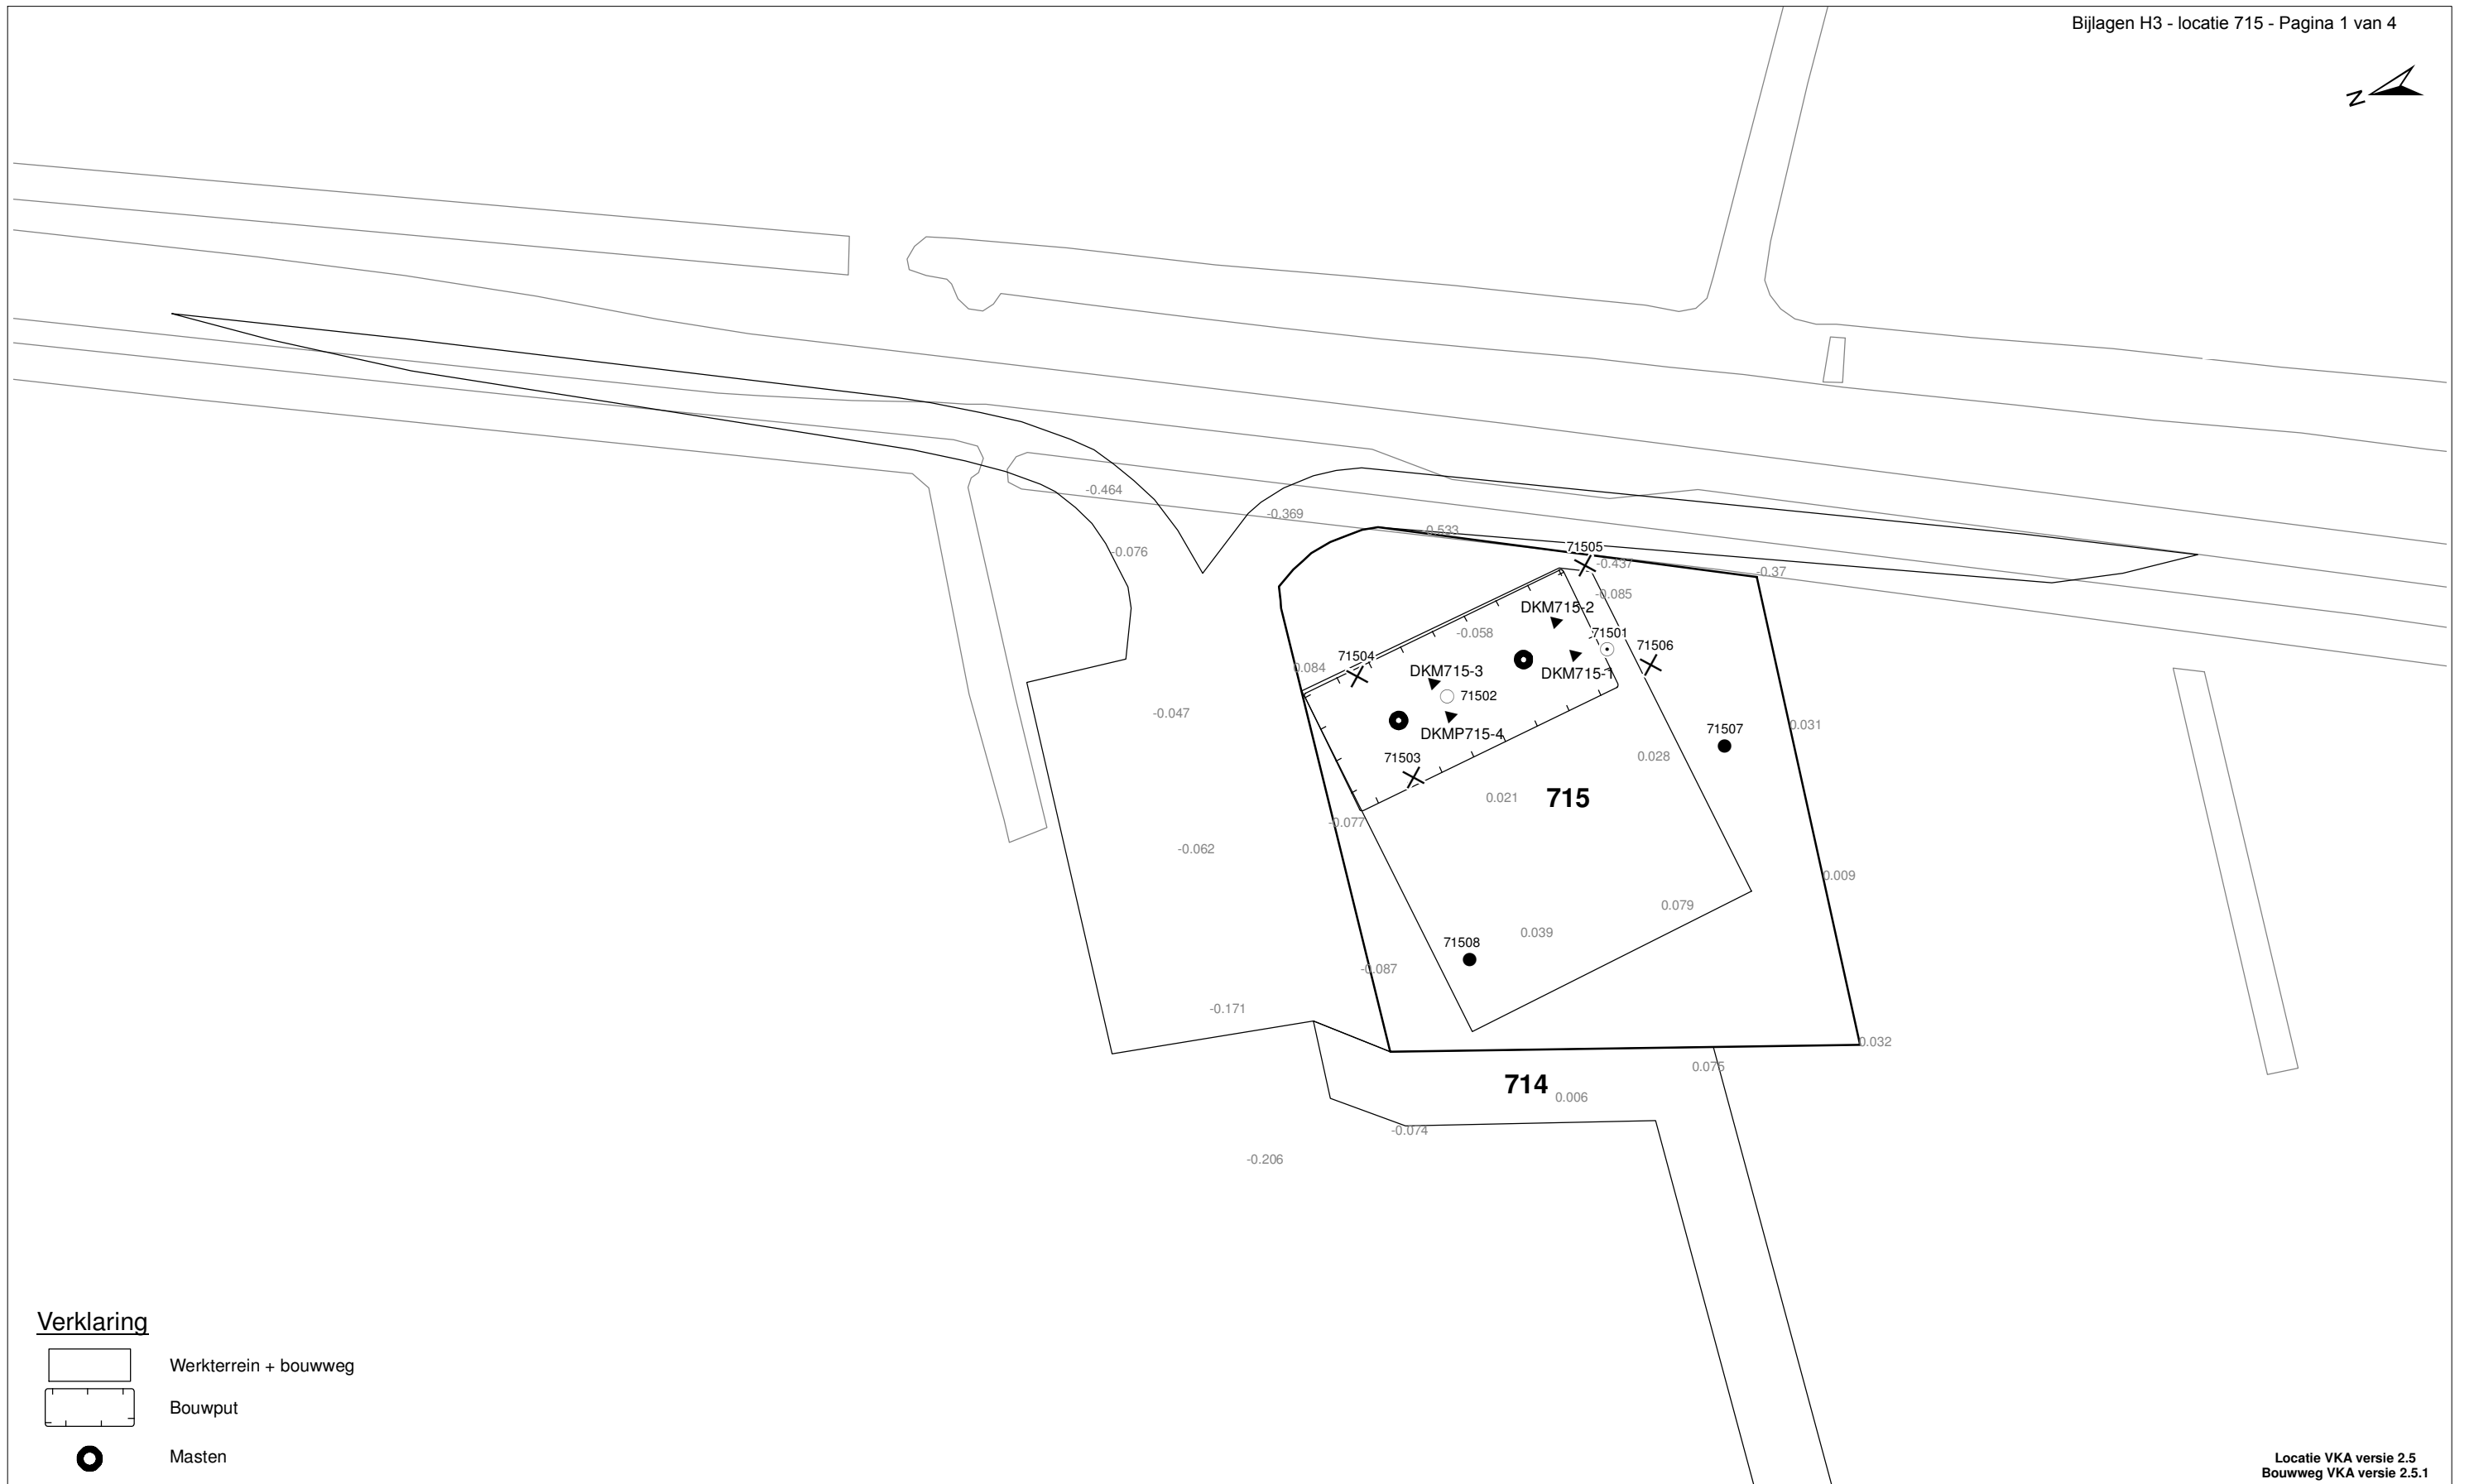 Bijlagen H3 - locatie 715 - Pagina 1 van 4
N
-0.464
-0.369
-0.533
-0.076
71505
-0.437
-0.37
-0.085
DKM715-2
-0.058
71501
71506
71504
0.084
DKM715-3
DKM715-1
71502
-0.047
DKMP715-4
0.031
71507
71503
0.028
0.021
715
-0.077
-0.062
0.009
0.079
0.039
71508
-0.087
-0.171
0.032
0.075
714
0.006
-0.074
-0.206
Verklaring
Werkterrein + bouwweg
Bouwput
Masten
Locatie VKA versie 2.5
Bouwweg VKA versie 2.5.1